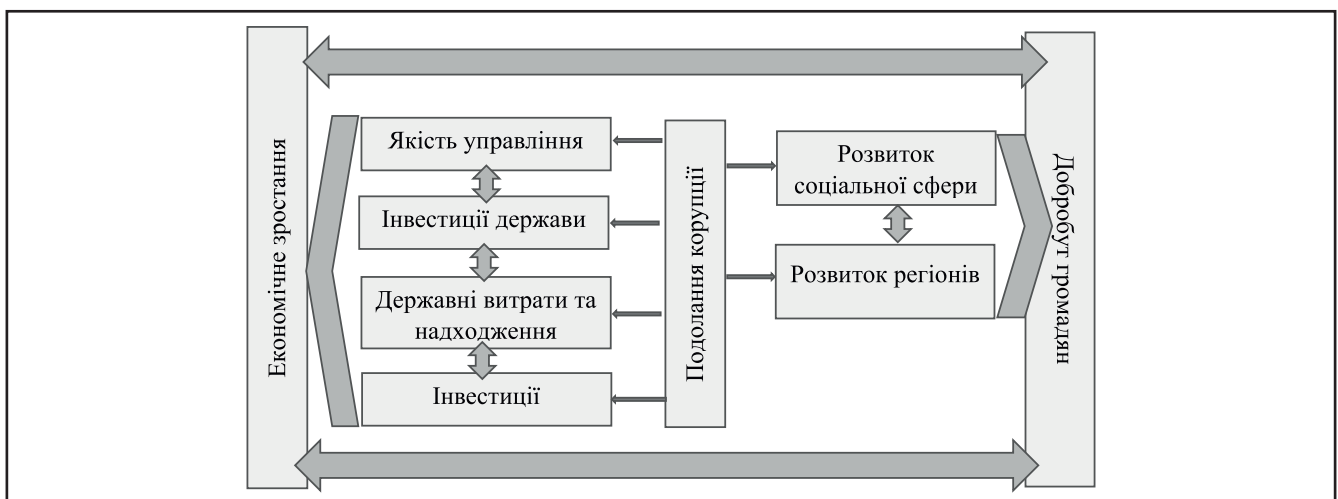 Економічне зростання
Якість управління
Інвестиції держави
Державні витрати та
надходження
Інвестиції
Подолання корупції
Розвиток
соціальної сфери
Розвиток регіонів
Добробут громадян